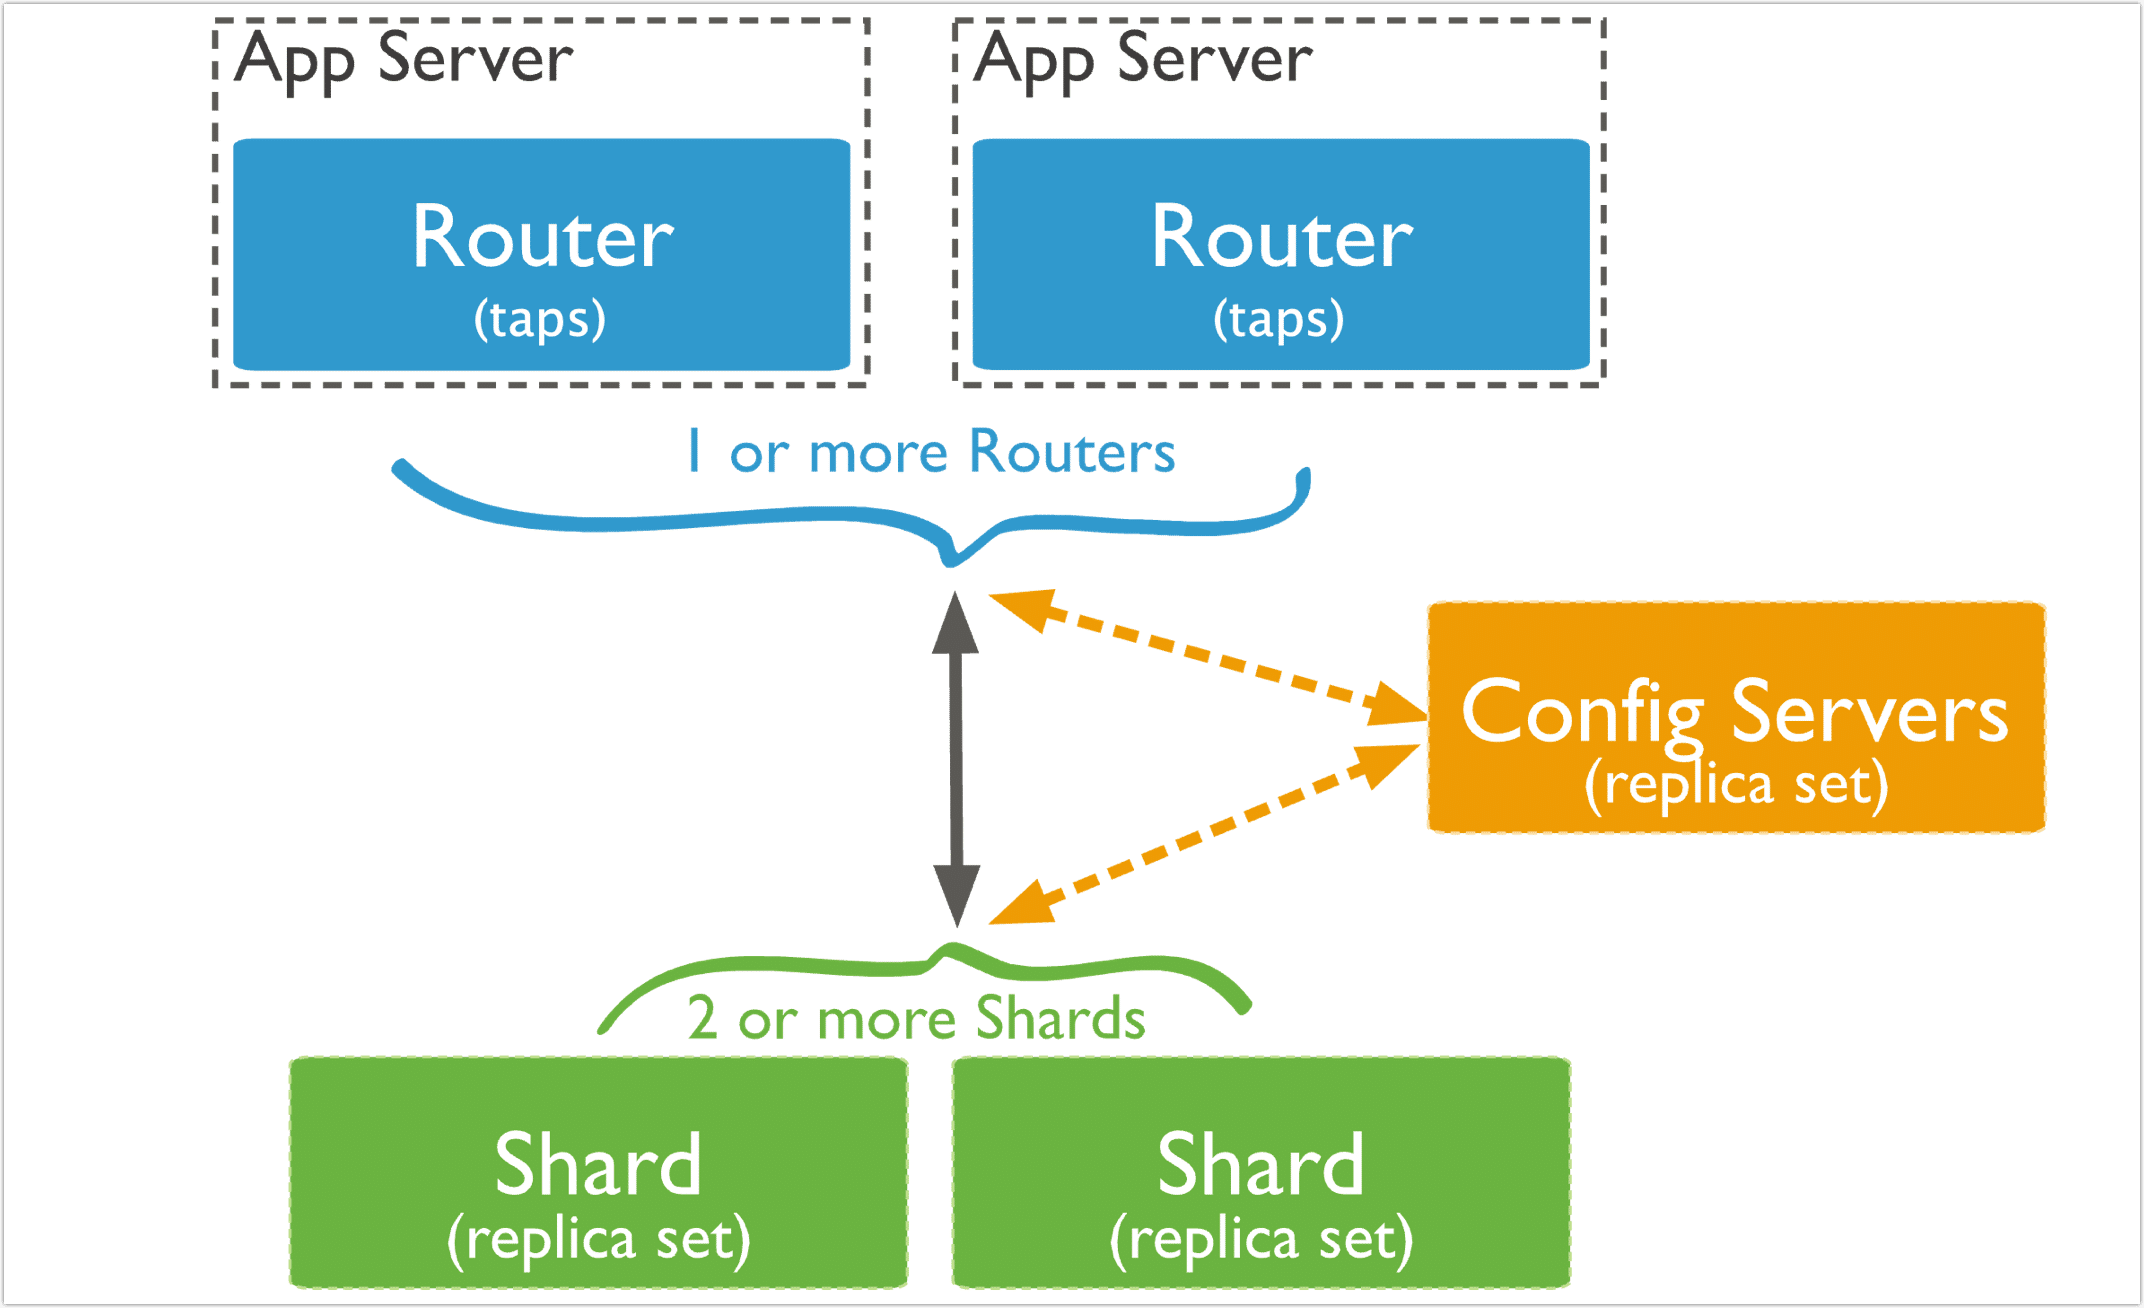 App Server
Router
(taps)
App Server
Router
(taps)
1 or more Routers
Config Servers
(replica set)
2 or more Shards
Shard
(replica set)
Shard
(replica set)